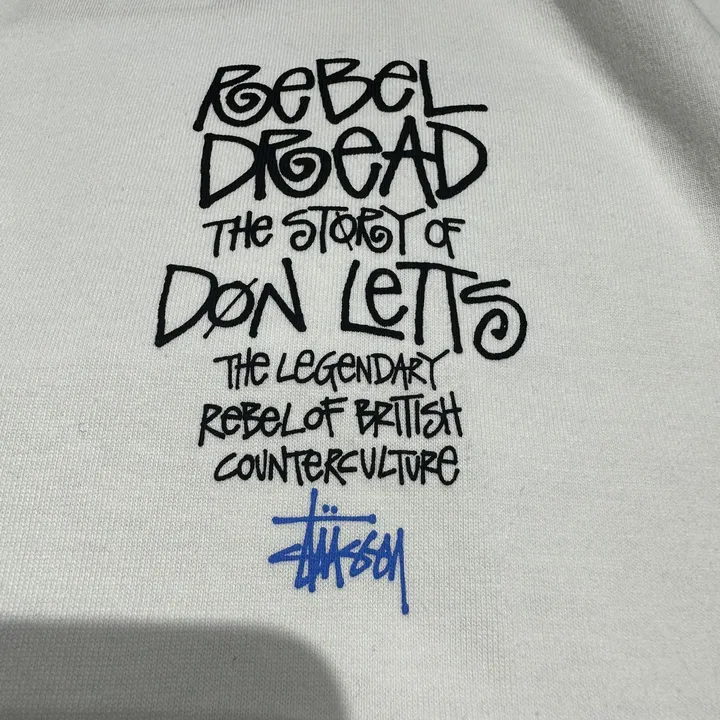 REBEL
DREAD
THE STORY OF
DON LETTS
THE LEGENDARY
REBEL OF BRITISH
COUNTERCULTURE
Stüssy